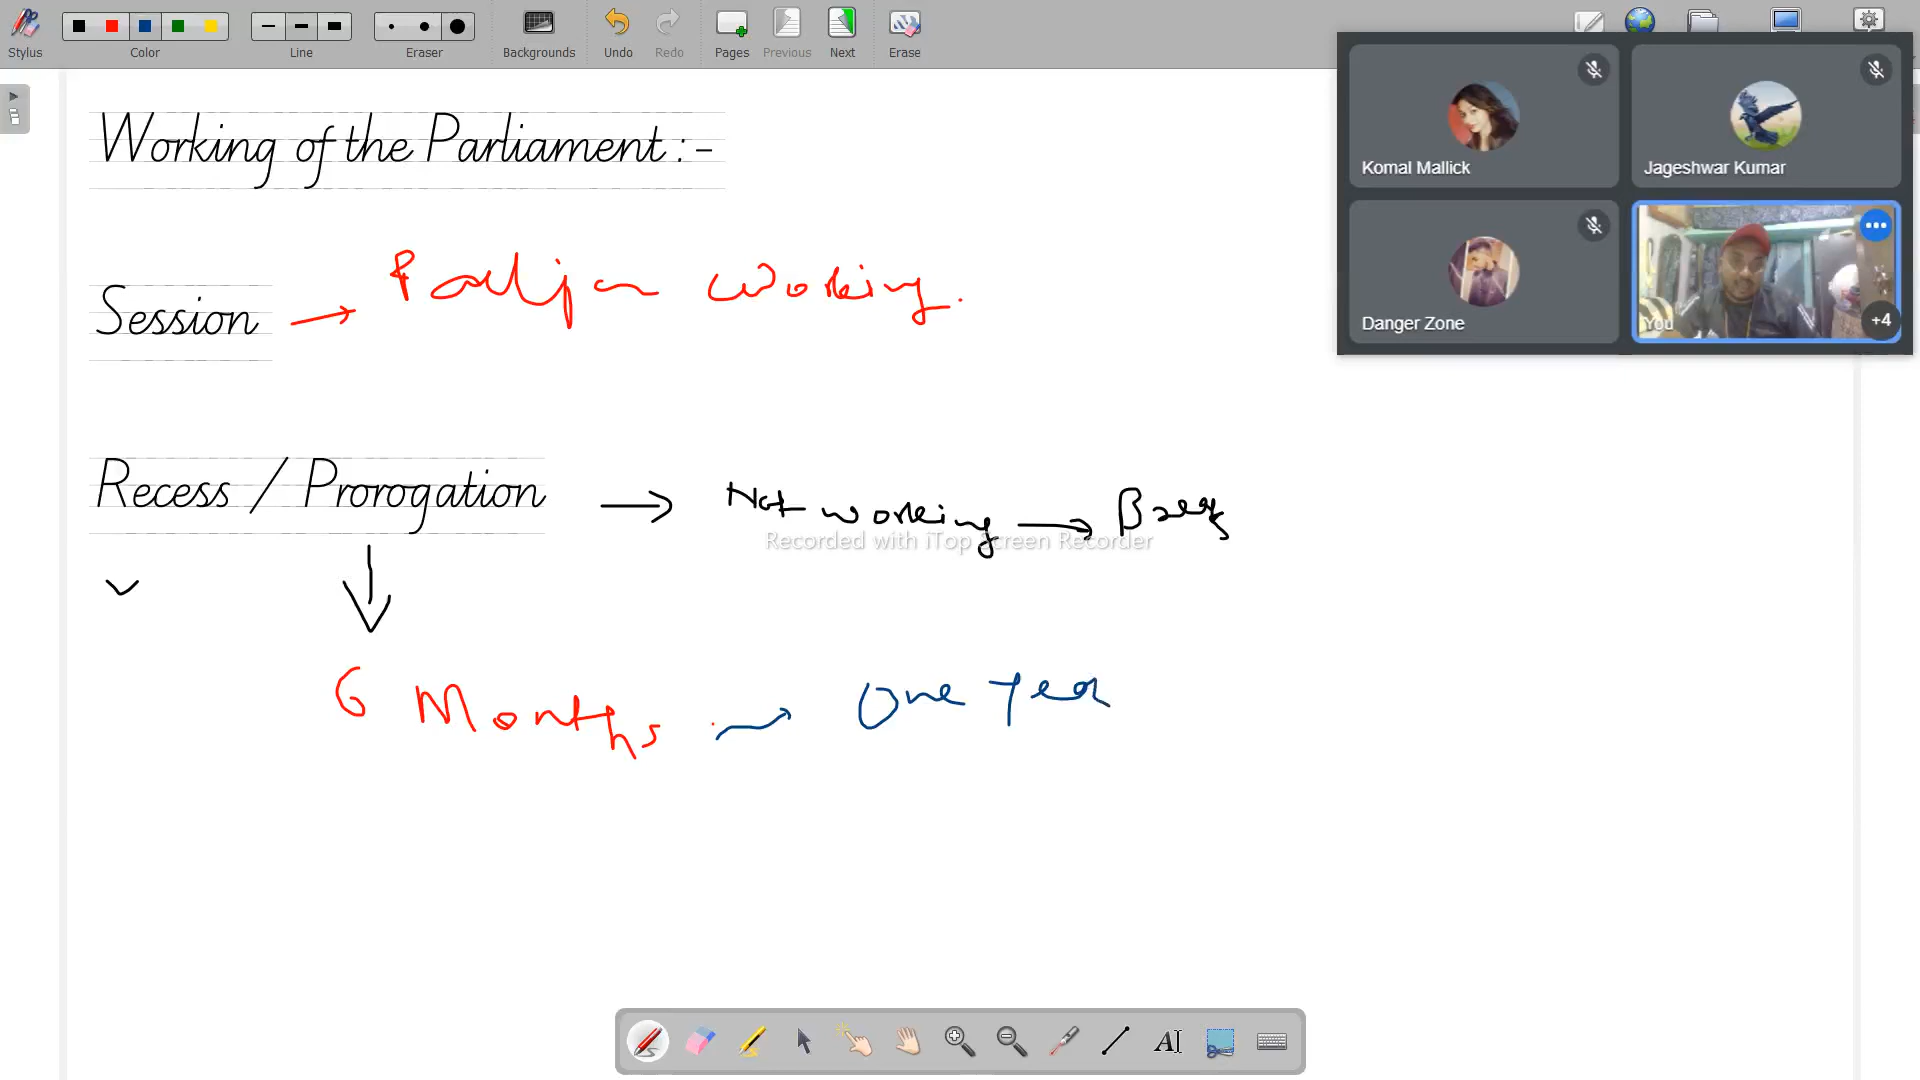 Stylus Color Line Eraser Backgrounds Undo Redo Pages Previous Next Erase
Working of the Parliament :-
Komal Mallick
Jageshwar Kumar
Session → working.
Danger Zone
You
+4
Recess / Prorogation → Not working →
Recorded with iTop Screen Recorder
6 Months → One Year